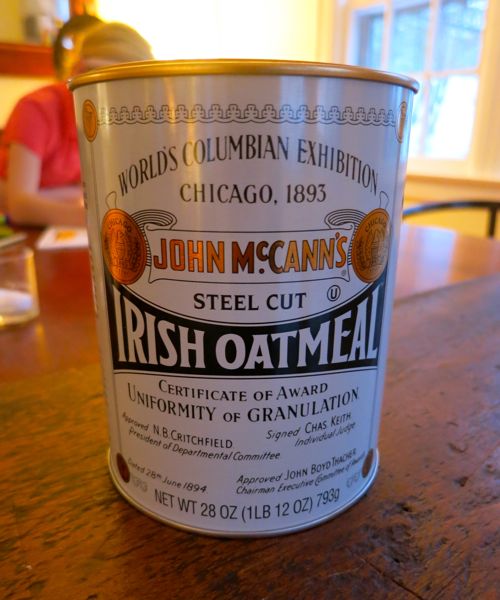 WORLD'S COLUMBIAN EXHIBITION
CHICAGO, 1893
CHICAGO
JOHN McCANN'S
STEEL CUT U
IRISH OATMEAL
CERTIFICATE OF AWARD
UNIFORMITY OF GRANULATION
Approved N.B. CRITCHFIELD
President of Departmental Committee
Signed CHAS KEITH
Individual Judge
Dated 28th June 1894
Approved JOHN BOYD THACHER
Chairman Executive Committee of
NET WT 28 OZ (1LB 12 OZ) 793g